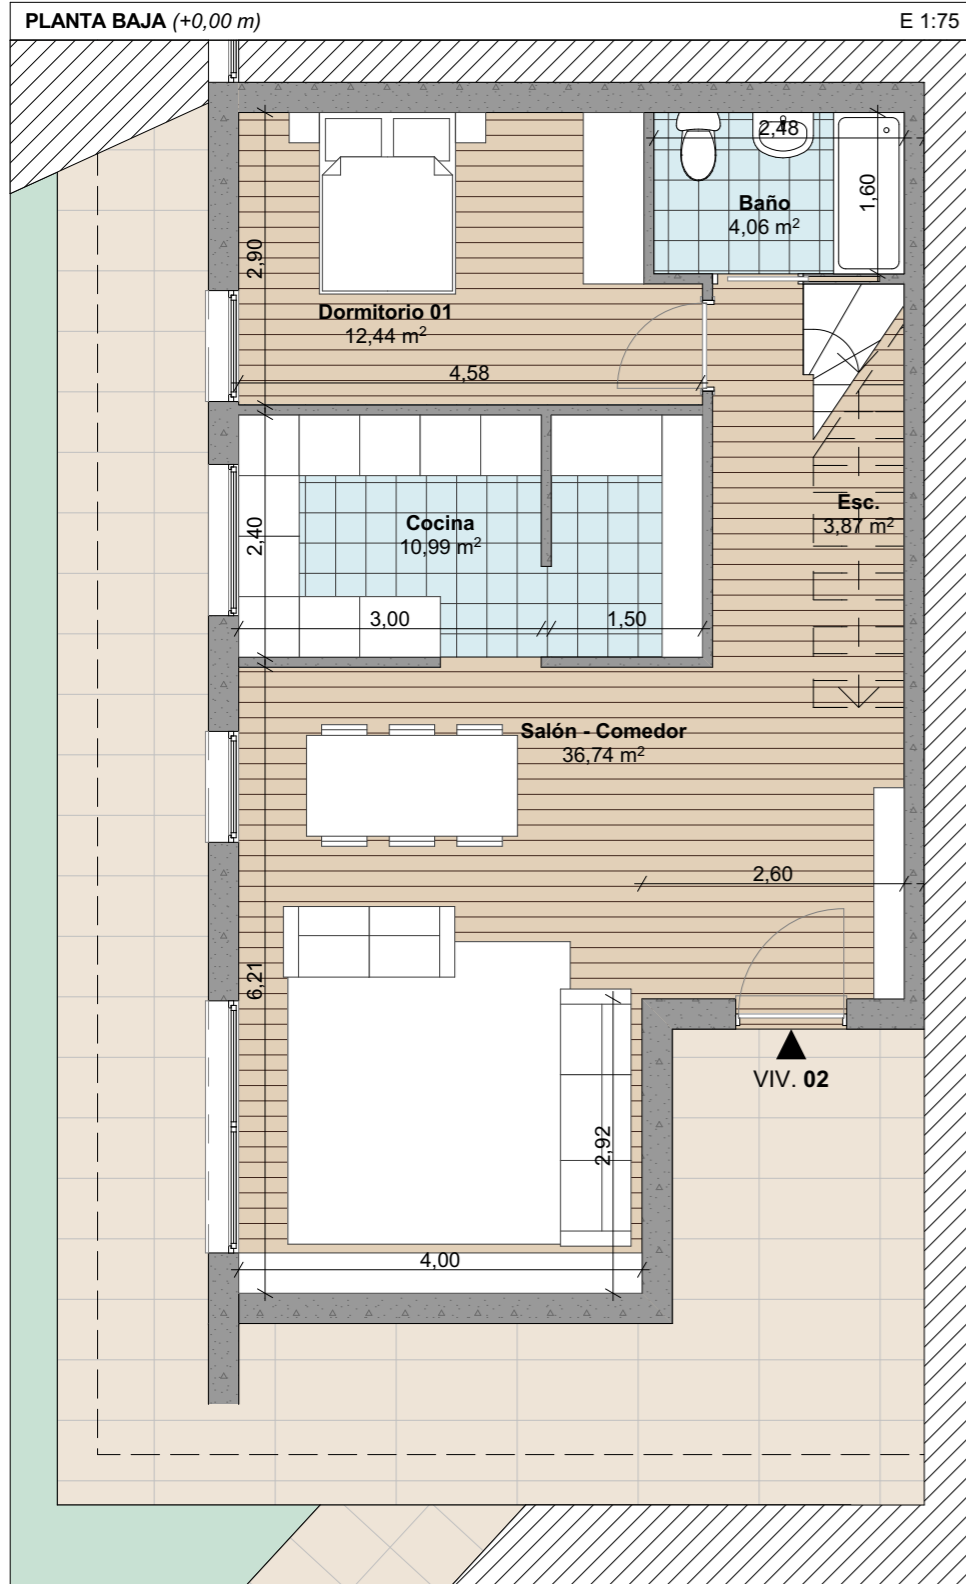 PLANTA BAJA (+0,00 m)
E 1:75
2,48
1,60
Baño
4,06 m²
2,90
Dormitorio 01
12,44 m²
4,58
Esc.
3,87 m²
Cocina
10,99 m²
2,40
3,00
1,50
Salón - Comedor
36,74 m²
2,60
6,21
VIV. 02
2,92
4,00